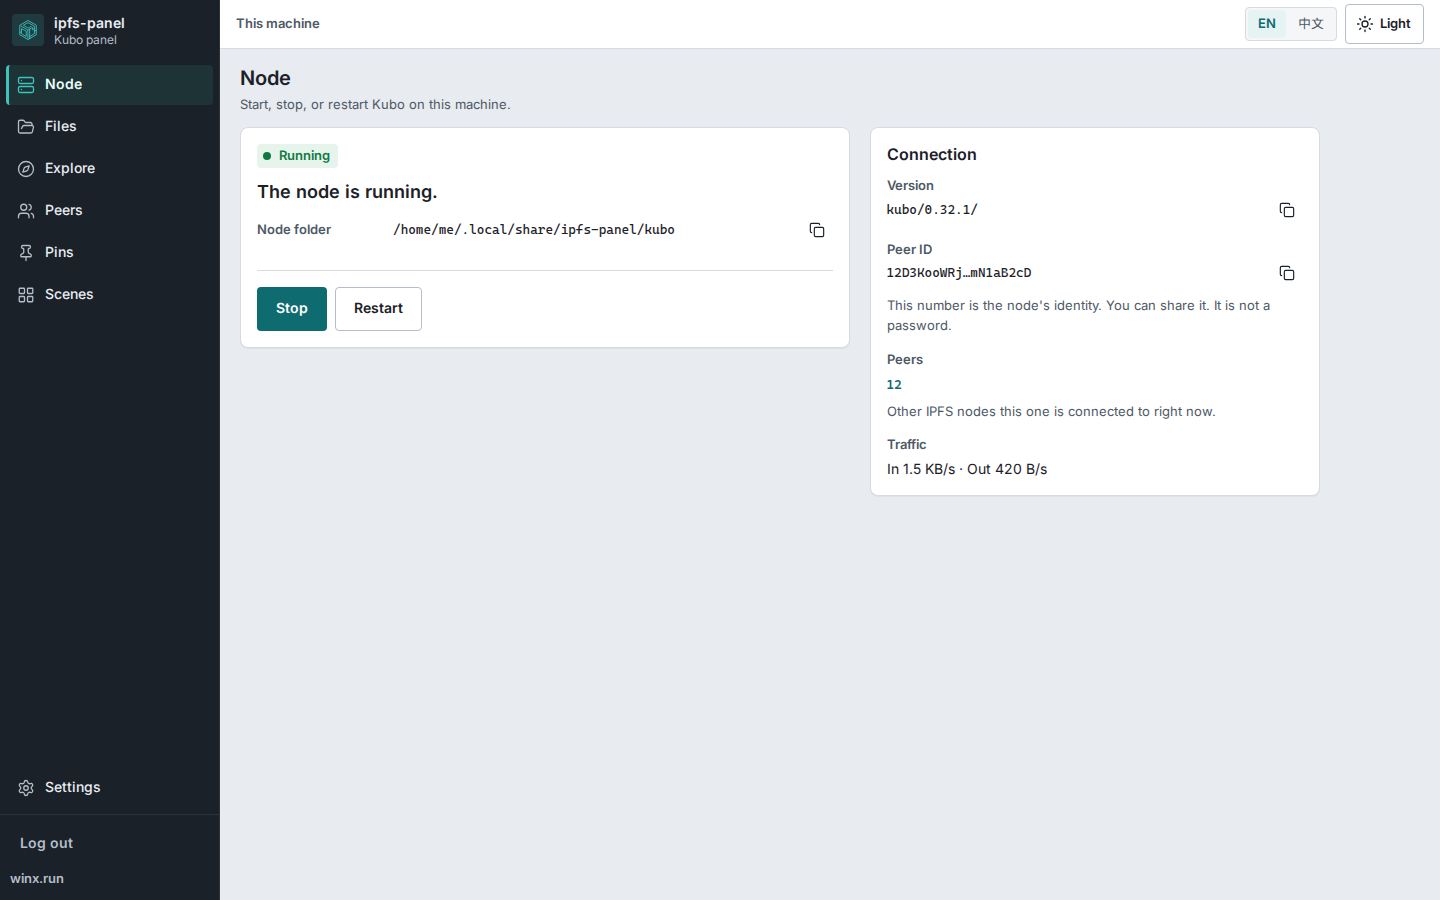 ipfs-panel
Kubo panel
Node
Files
Explore
Peers
Pins
Scenes
Settings
Log out
winx.run
This machine
EN
中文
Light
Node
Start, stop, or restart Kubo on this machine.
Running
The node is running.
Node folder
/home/me/.local/share/ipfs-panel/kubo
Stop
Restart
Connection
Version
kubo/0.32.1/
Peer ID
12D3KooWRj…mN1aB2cD
This number is the node's identity. You can share it. It is not a
password.
Peers
12
Other IPFS nodes this one is connected to right now.
Traffic
In 1.5 KB/s · Out 420 B/s